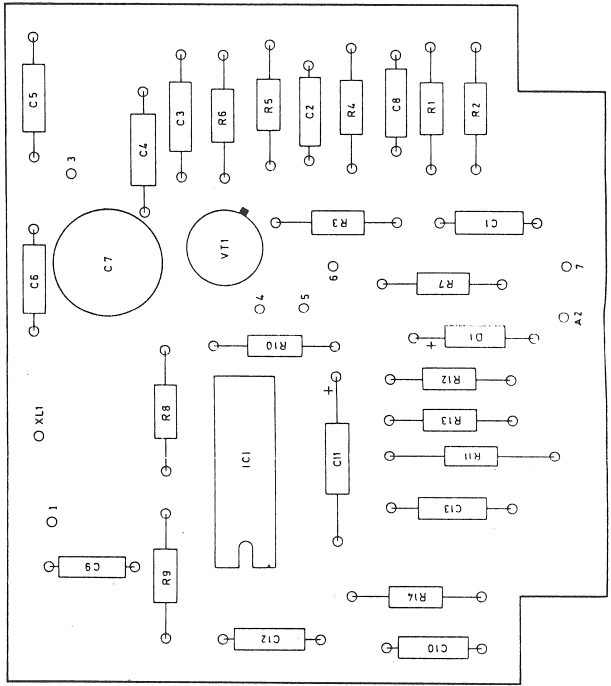 C5
C3
R6
R5
C2
R4
C8
R1
R2
C4
3
C7
VT1
R3
C1
C6
6
R7
7
4
5
A2
R10
+
D1
R12
+
R8
XL1
R13
IC1
C11
R11
1
C13
C9
R9
R14
C12
C10